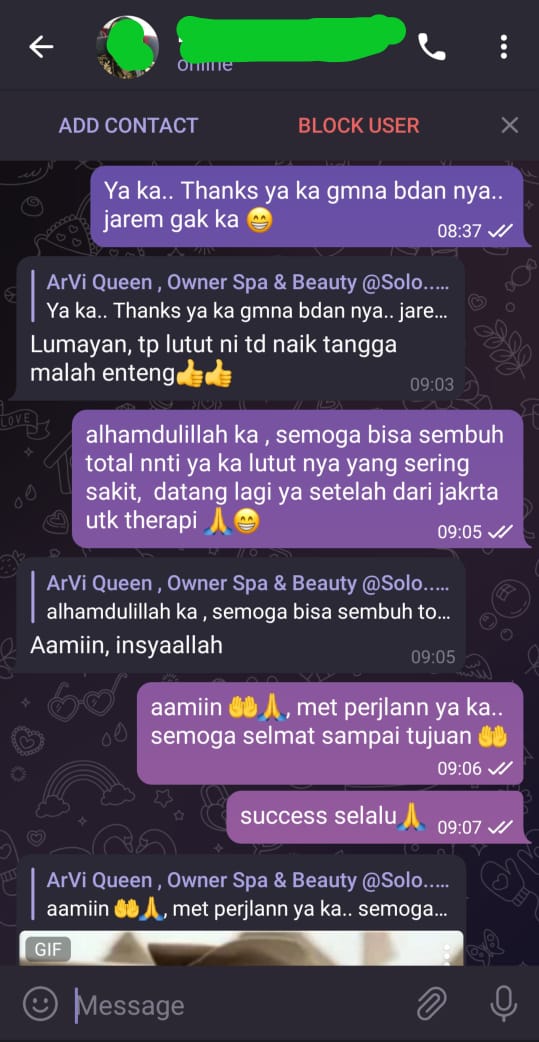 online
ADD CONTACT
BLOCK USER
Ya ka.. Thanks ya ka gmna bdan nya..
jarem gak ka 😁
08:37
ArVi Queen , Owner Spa & Beauty @Solo.....
Ya ka.. Thanks ya ka gmna bdan nya.. jare...
Lumayan, tp lutut ni td naik tangga
malah enteng👍👍
09:03
alhamdulillah ka , semoga bisa sembuh
total nnti ya ka lutut nya yang sering
sakit,  datang lagi ya setelah dari jakrta
utk therapi 🙏😁
09:05
ArVi Queen , Owner Spa & Beauty @Solo.....
alhamdulillah ka , semoga bisa sembuh to...
Aamiin, insyaallah
09:05
aamiin 🤲🙏, met perjlann ya ka..
semoga selmat sampai tujuan 🤲
09:06
success selalu🙏
09:07
ArVi Queen , Owner Spa & Beauty @Solo.....
aamiin 🤲🙏, met perjlann ya ka.. semoga...
GIF
Message